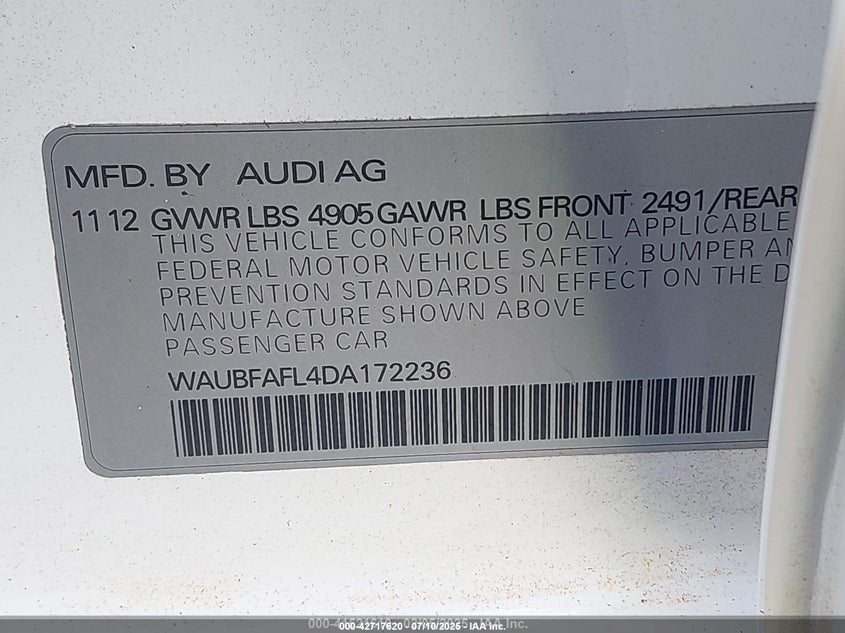 MFD. BY AUDI AG
11 12 GVWR LBS 4905 GAWR LBS FRONT 2491/REAR
THIS VEHICLE CONFORMS TO ALL APPLICABLE
FEDERAL MOTOR VEHICLE SAFETY, BUMPER
PREVENTION STANDARDS IN EFFECT ON THE
MANUFACTURE SHOWN ABOVE
PASSENGER CAR
WAUBFAFL4DA172236
000-42717620 07/10/2025 - IAA Inc.